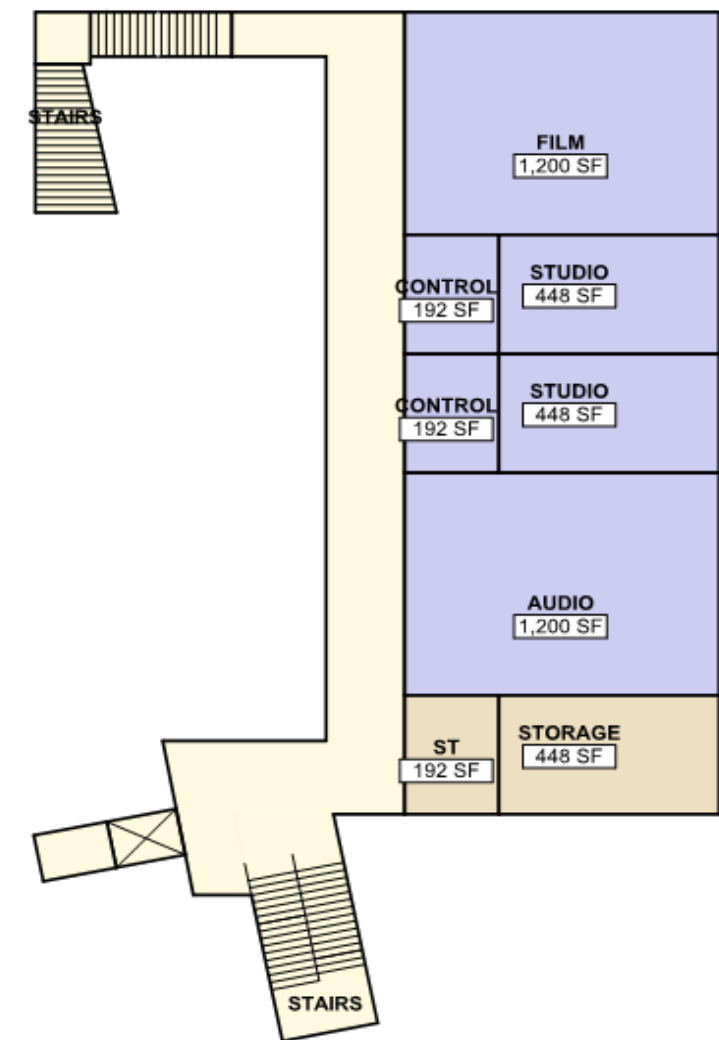 STAIRS
FILM
1,200 SF
CONTROL
192 SF
STUDIO
448 SF
CONTROL
192 SF
STUDIO
448 SF
AUDIO
1,200 SF
ST
192 SF
STORAGE
448 SF
STAIRS